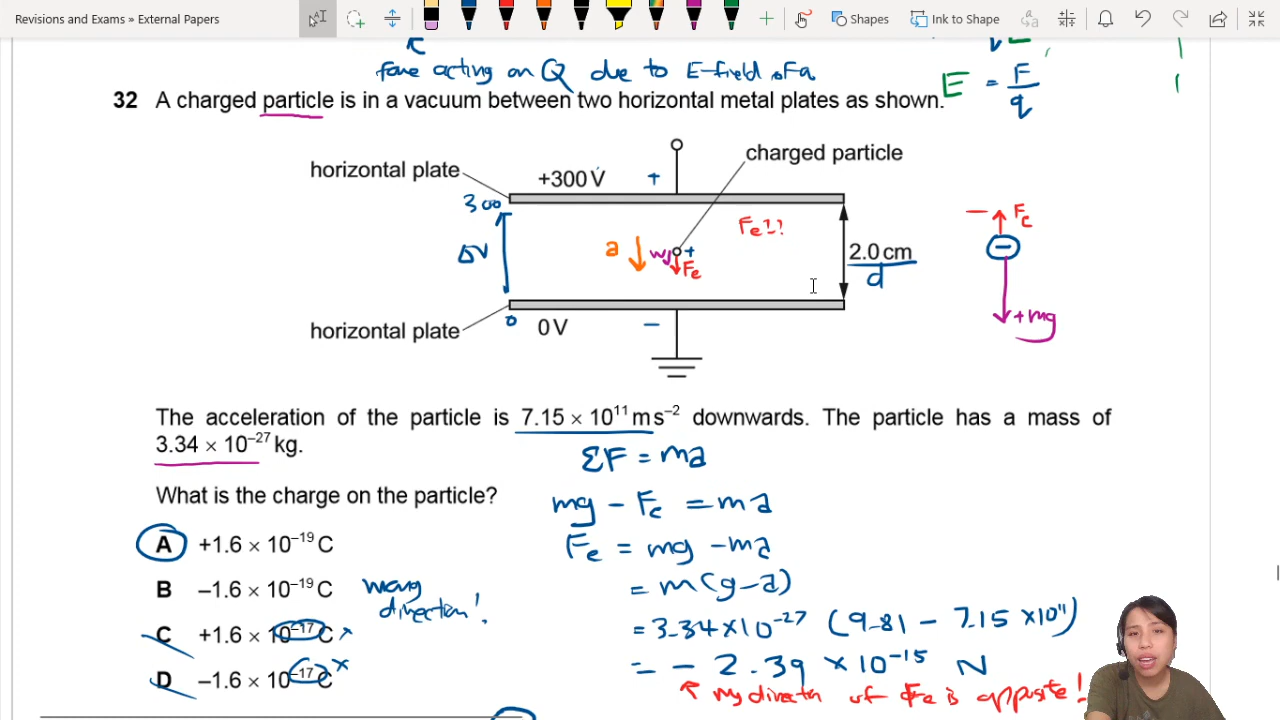 Revisions and Exams » External Papers
Shapes
Ink to Shape
force acting on Q due to E-field of a
E = F/q
32 A charged particle is in a vacuum between two horizontal metal plates as shown.
charged particle
horizontal plate
+300 V
+
300
Fe!!
- Fe
ΔV
a
W
+
Fe
2.0 cm
d
−
+mg
0
0 V
−
horizontal plate
The acceleration of the particle is 7.15 × 10¹¹ m s⁻² downwards. The particle has a mass of
3.34 × 10⁻²⁷ kg.
ΣF = ma
What is the charge on the particle?
mg − Fe = ma
A +1.6 × 10⁻¹⁹ C
Fe = mg − ma
B −1.6 × 10⁻¹⁹ C
wrong
direction!
= m(g−a)
C +1.6 × 10⁻¹⁷ C x
= 3.34 × 10⁻²⁷ (9.81 − 7.15 × 10¹¹)
D −1.6 × 10⁻¹⁷ C x
= − 2.39 × 10⁻¹⁵ N
my direction of Fe is opposite!